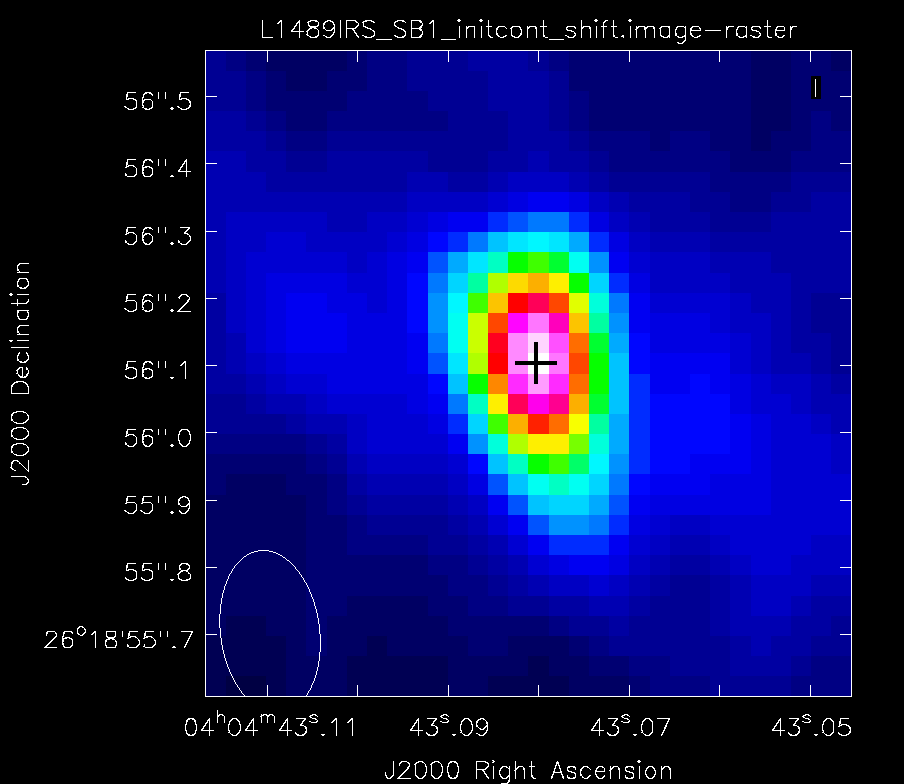 L1489IRS_SB1_initcont_shift.image-raster
56".5
56".4
56".3
56".2
56".1
56".0
55".9
55".8
26°18'55".7
J2000 Declination
04ʰ04ᵐ43ˢ.11 43ˢ.09 43ˢ.07 43ˢ.05
J2000 Right Ascension